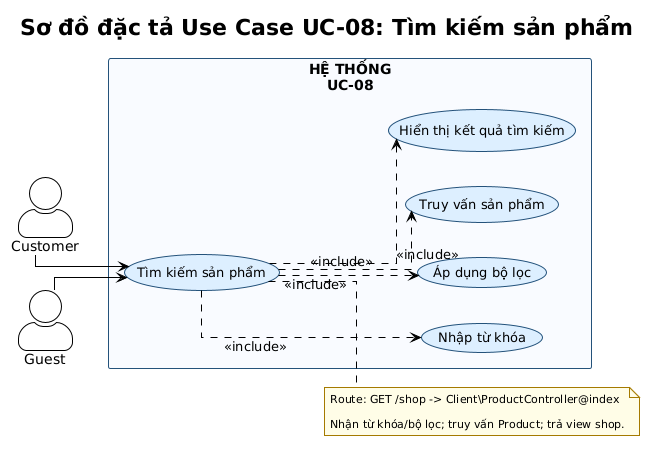 Sơ đồ đặc tả Use Case UC-08: Tìm kiếm sản phẩm
HỆ THỐNG
UC-08
Hiển thị kết quả tìm kiếm
Truy vấn sản phẩm
Customer
«include»
«include»
Tìm kiếm sản phẩm
Áp dụng bộ lọc
«include»
Guest
Nhập từ khóa
«include»
Route: GET /shop -> Client\ProductController@index
Nhận từ khóa/bộ lọc; truy vấn Product; trả view shop.